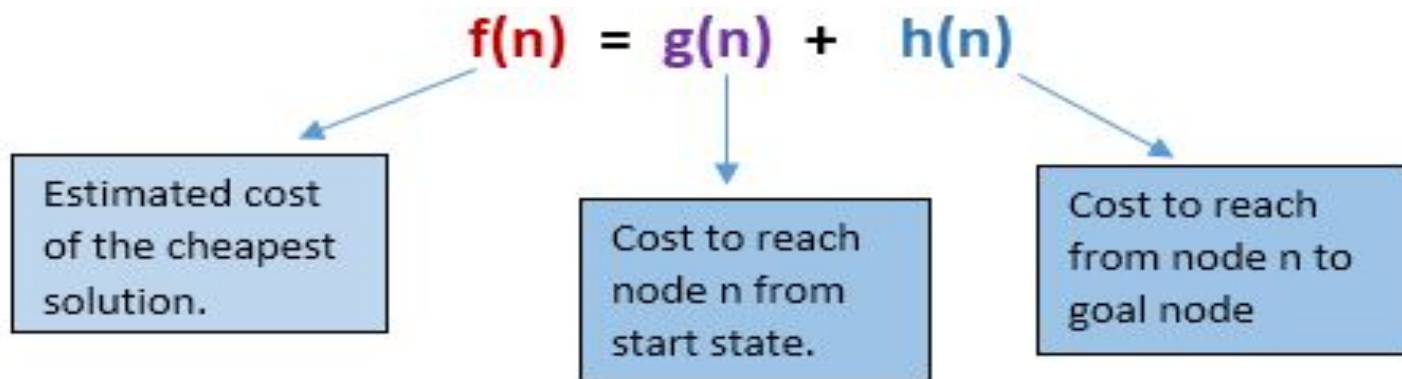 f(n) = g(n) + h(n)
Estimated cost
of the cheapest
solution.
Cost to reach
node n from
start state.
Cost to reach
from node n to
goal node